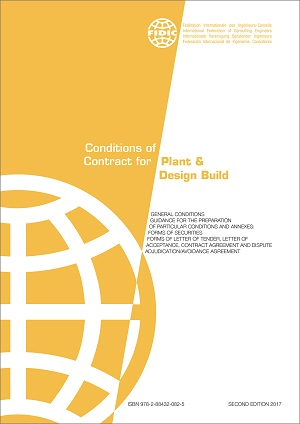 FIDIC
Fédération Internationale des Ingénieurs-Conseils
International Federation of Consulting Engineers
Internationale Vereinigung Beratender Ingenieure
Federación Internacional de Ingenieros Consultores
Conditions of
Contract for Plant &
Design Build
GENERAL CONDITIONS
GUIDANCE FOR THE PREPARATION
OF PARTICULAR CONDITIONS AND ANNEXES:
FORMS OF SECURITIES
FORMS OF LETTER OF TENDER, LETTER OF
ACCEPTANCE, CONTRACT AGREEMENT AND DISPUTE
ADJUDICATION/AVOIDANCE AGREEMENT
ISBN 978-2-88432-082-5 SECOND EDITION 2017